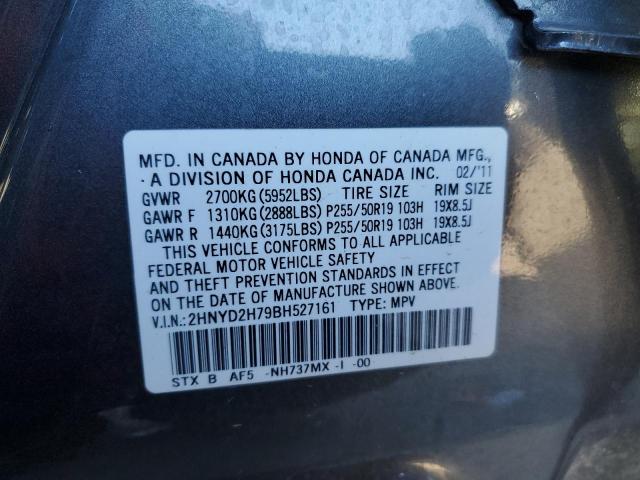 MFD. IN CANADA BY HONDA OF CANADA MFG.,
A DIVISION OF HONDA CANADA INC. 02/'11
GVWR 2700KG(5952LBS) TIRE SIZE RIM SIZE
GAWR F 1310KG(2888LBS) P255/50R19 103H 19X8.5J
GAWR R 1440KG(3175LBS) P255/50R19 103H 19X8.5J
THIS VEHICLE CONFORMS TO ALL APPLICABLE
FEDERAL MOTOR VEHICLE SAFETY
AND THEFT PREVENTION STANDARDS IN EFFECT
ON THE DATE OF MANUFACTURE SHOWN ABOVE.
V.I.N.:2HNYD2H79BH527161 TYPE: MPV
STX B AF5 -NH737MX -I -00